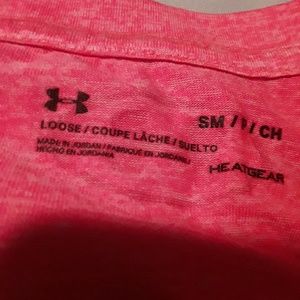 LOOSE / COUPE LÂCHE / SUELTO
SM / P / CH
MADE IN JORDAN / FABRIQUÉ EN JORDANIE
HECHO EN JORDANIA
HEATGEAR